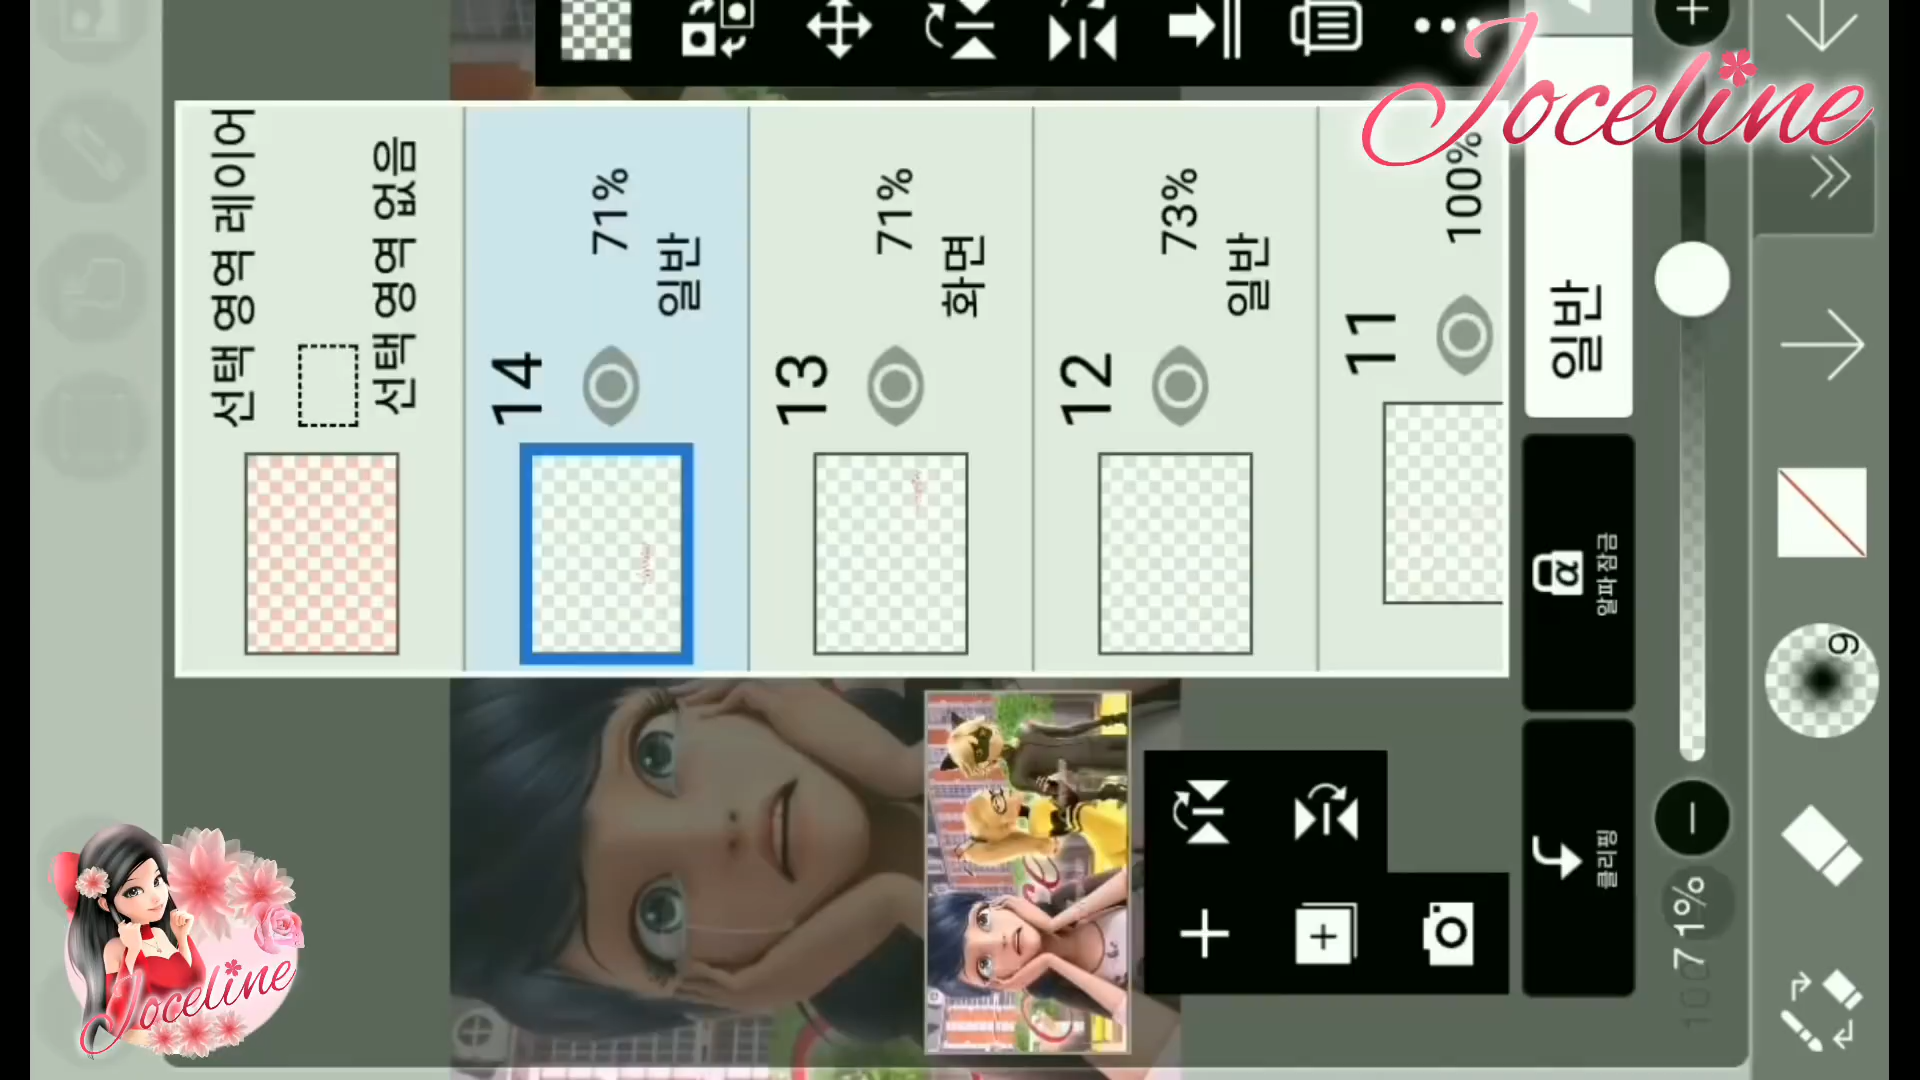 Joceline
선택 영역 레이어
선택 영역 없음
14
71%
일반
13
71%
화면
12
73%
일반
11
100%
일반
α
알파 잠금
클리핑
71%
9
Joceline